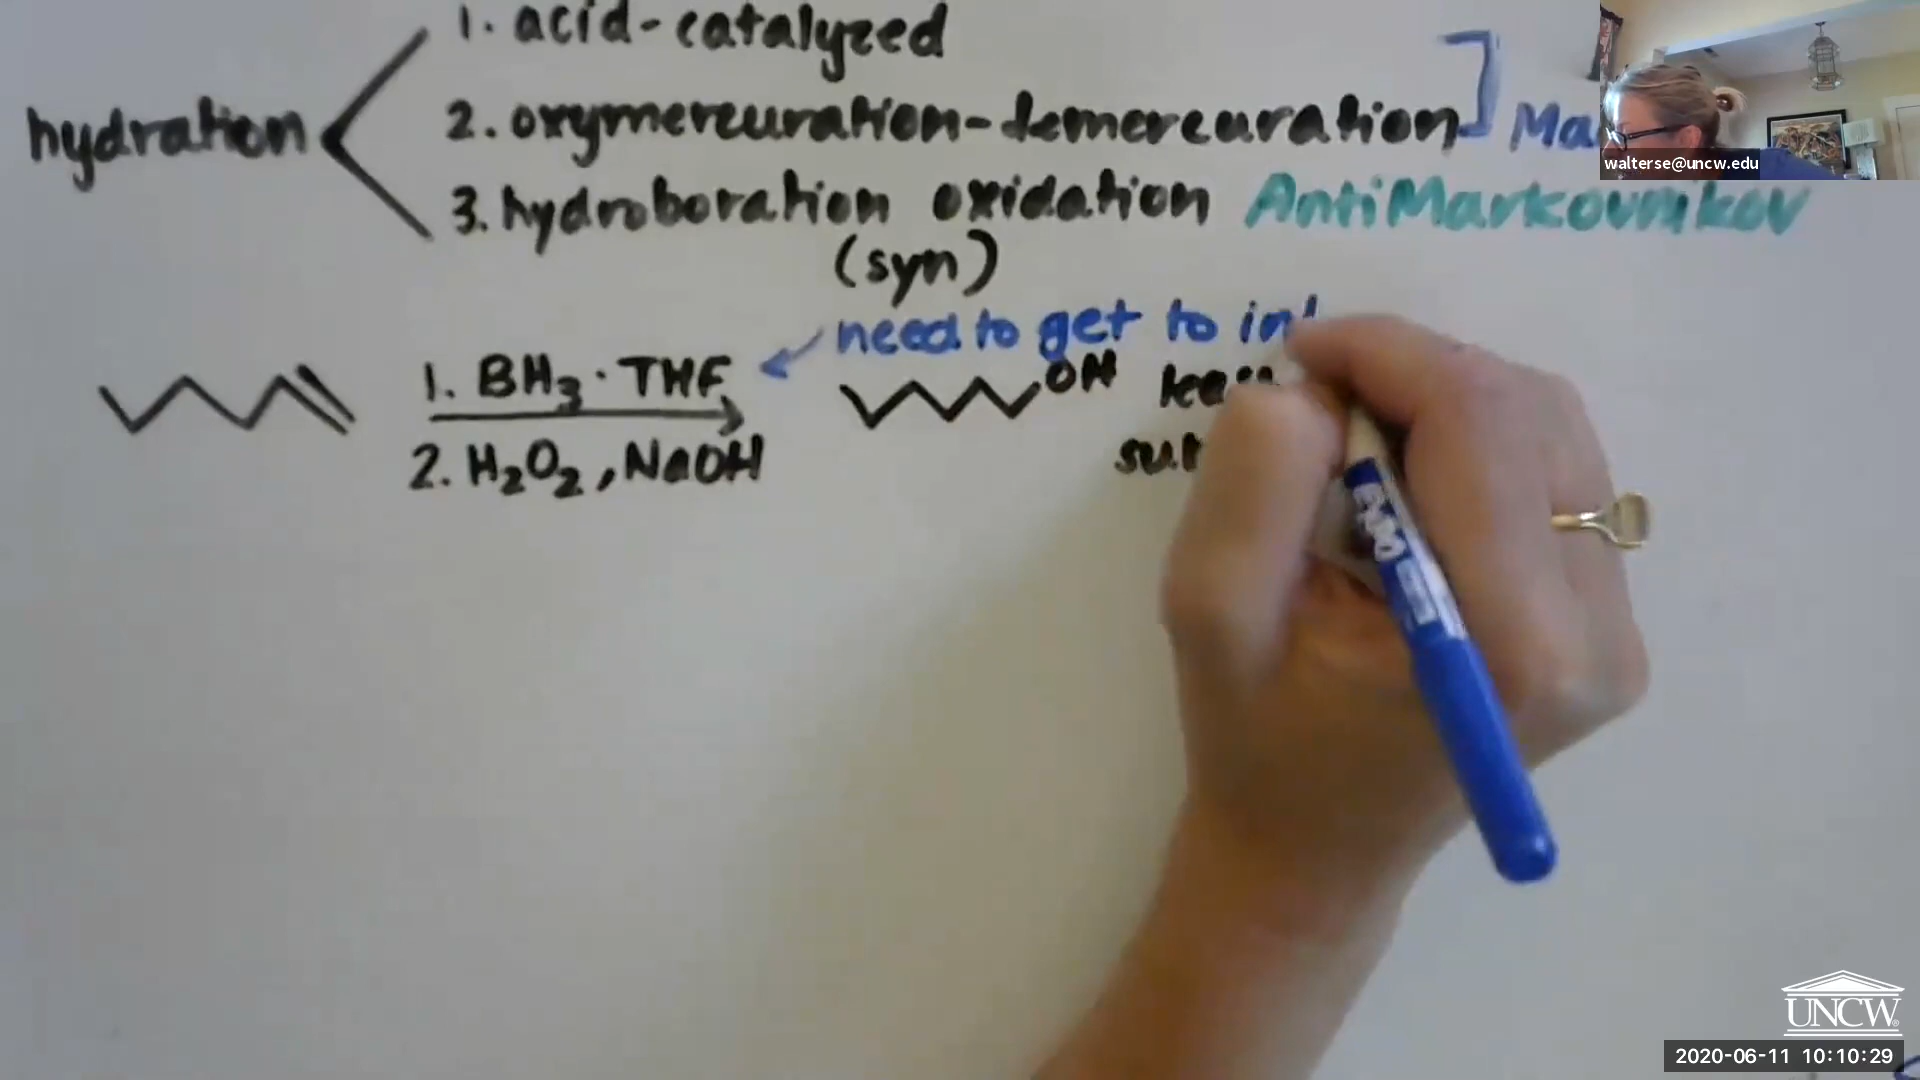 1. acid-catalyzed
hydration
2. oxymercuration-demercuration
3. hydroboration oxidation AntiMarkovnikov
(syn)
need to get to
1. BH3 · THF
OH
2. H2O2, NaOH
walterse@uncw.edu
EXPO
UNCW
2020-06-11 10:10:29